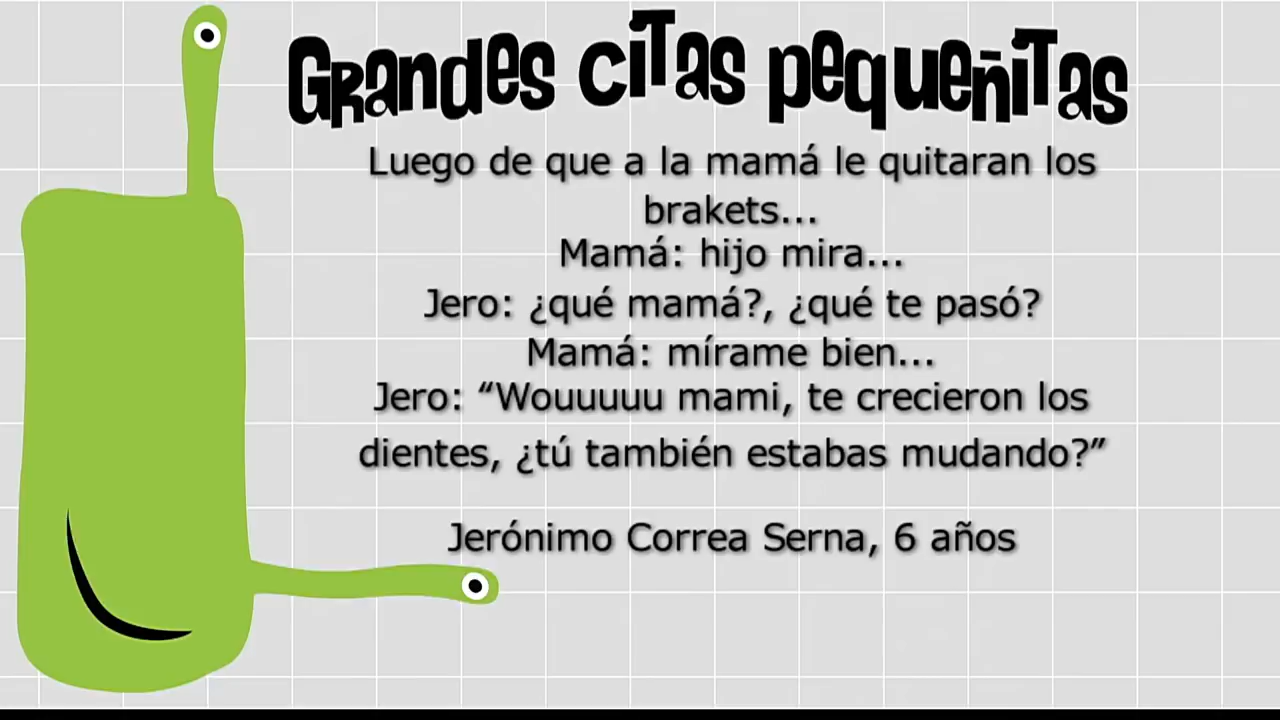 Grandes citas pequeñitas
Luego de que a la mamá le quitaran los
brakets...
Mamá: hijo mira...
Jero: ¿qué mamá?, ¿qué te pasó?
Mamá: mírame bien...
Jero: “Wouuuuu mami, te crecieron los
dientes, ¿tú también estabas mudando?”
Jerónimo Correa Serna, 6 años